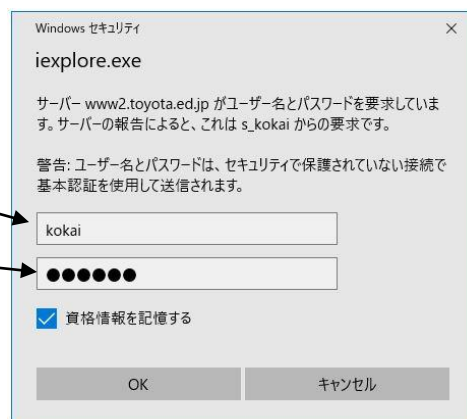 Windows セキュリティ
iexplore.exe
サーバー www2.toyota.ed.jp がユーザー名とパスワードを要求していま
す。サーバーの報告によると、これは s_kokai からの要求です。
警告: ユーザー名とパスワードは、セキュリティで保護されていない接続で
基本認証を使用して送信されます。
kokai
●●●●●●
資格情報を記憶する
OK
キャンセル